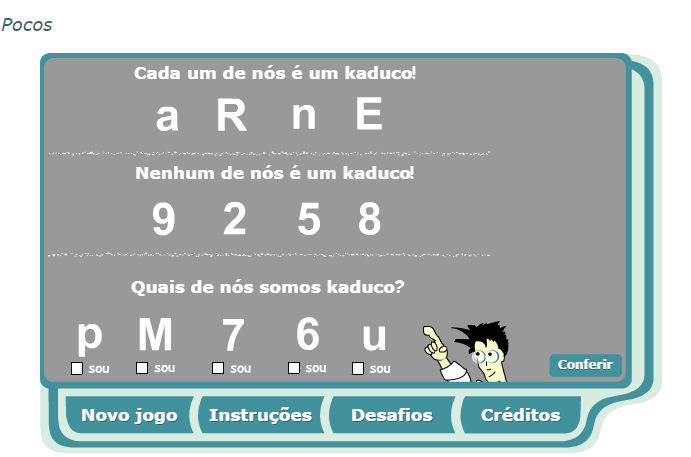 Pocos
Cada um de nós é um kaduco!
a R n E
Nenhum de nós é um kaduco!
9 2 5 8
Quais de nós somos kaduco?
p M 7 6 u
sou sou sou sou sou
Conferir
Novo jogo Instruções Desafios Créditos